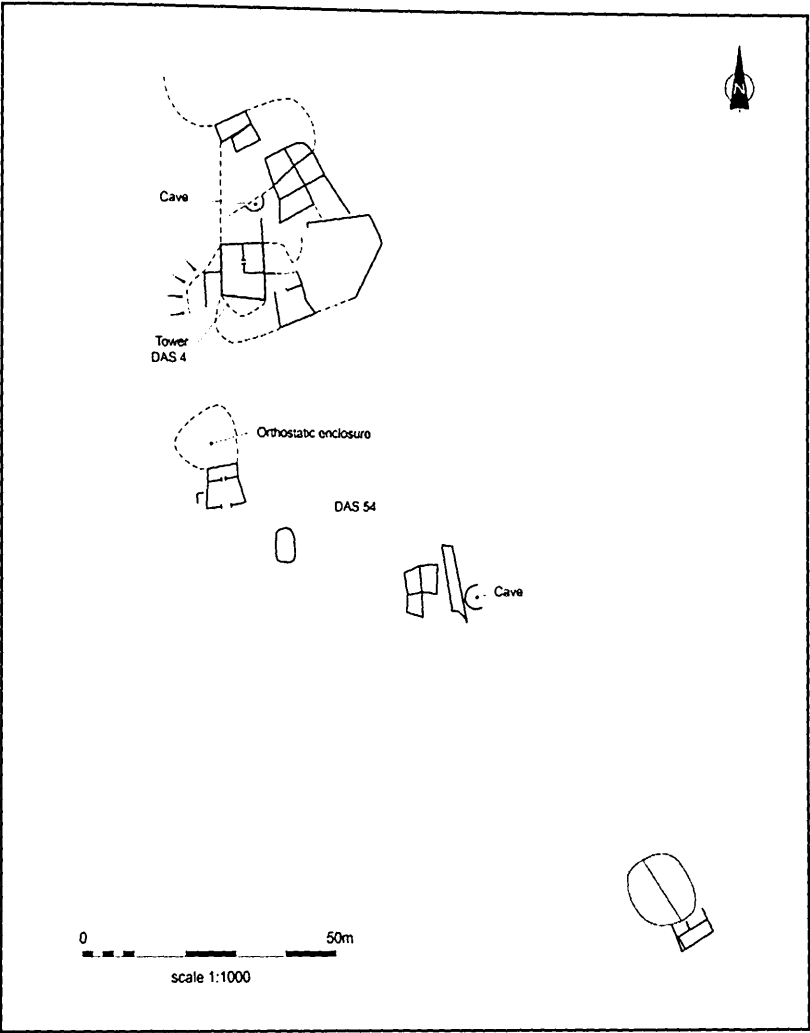 N
Cave
Tower
DAS 4
Orthostatic enclosure
DAS 54
Cave
0 50m
scale 1:1000